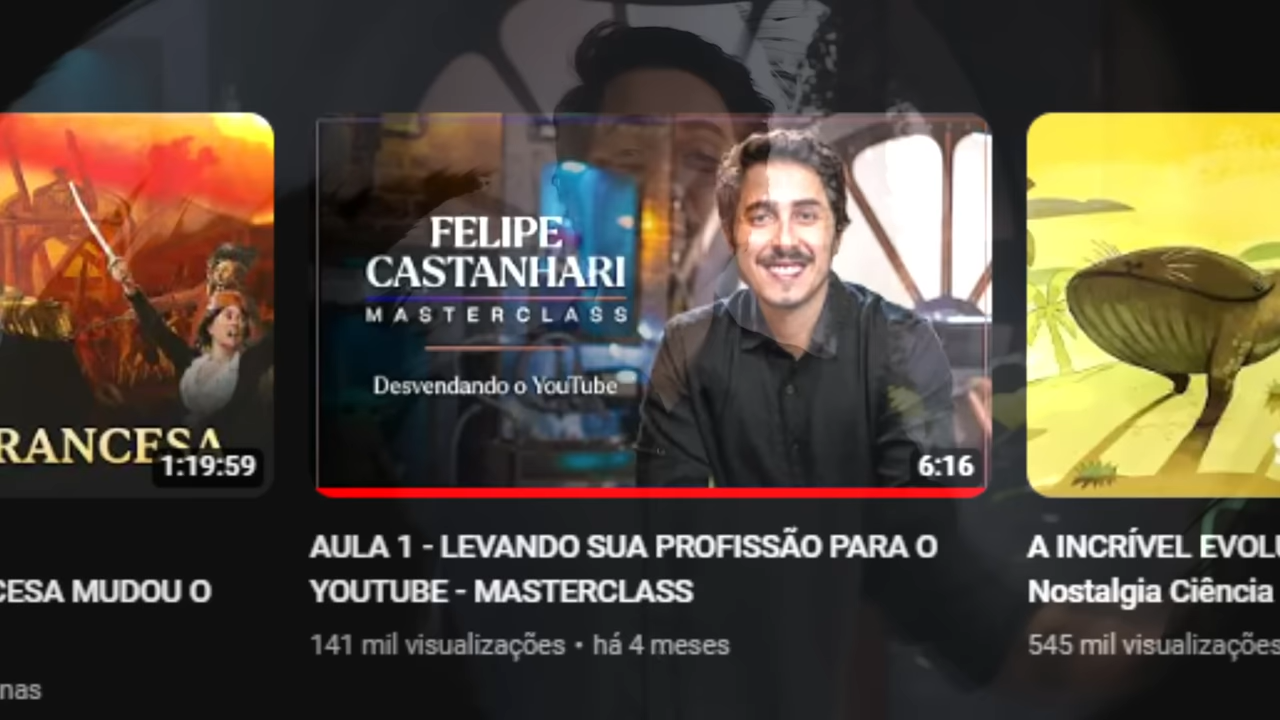 RANCESA
1:19:59
CESA MUDOU O
nas
FELIPE
CASTANHARI
MASTERCLASS
Desvendando o YouTube
6:16
AULA 1 - LEVANDO SUA PROFISSÃO PARA O
YOUTUBE - MASTERCLASS
141 mil visualizações • há 4 meses
A INCRÍVEL EVOLU
Nostalgia Ciência
545 mil visualizações